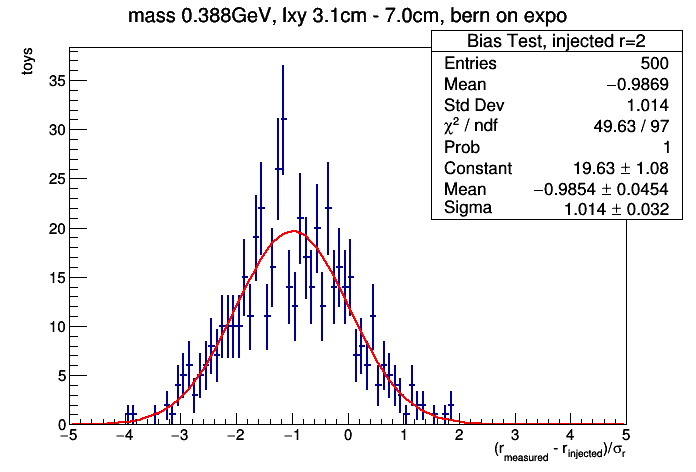 mass 0.388GeV, lxy 3.1cm - 7.0cm, bern on expo
Bias Test, injected r=2
Entries 500
Mean −0.9869
Std Dev 1.014
χ² / ndf 49.63 / 97
Prob 1
Constant 19.63 ± 1.08
Mean −0.9854 ± 0.0454
Sigma 1.014 ± 0.032
toys
35
30
25
20
15
10
5
0
−5 −4 −3 −2 −1 0 1 2 3 4 5
(r measured - r injected)/σ r